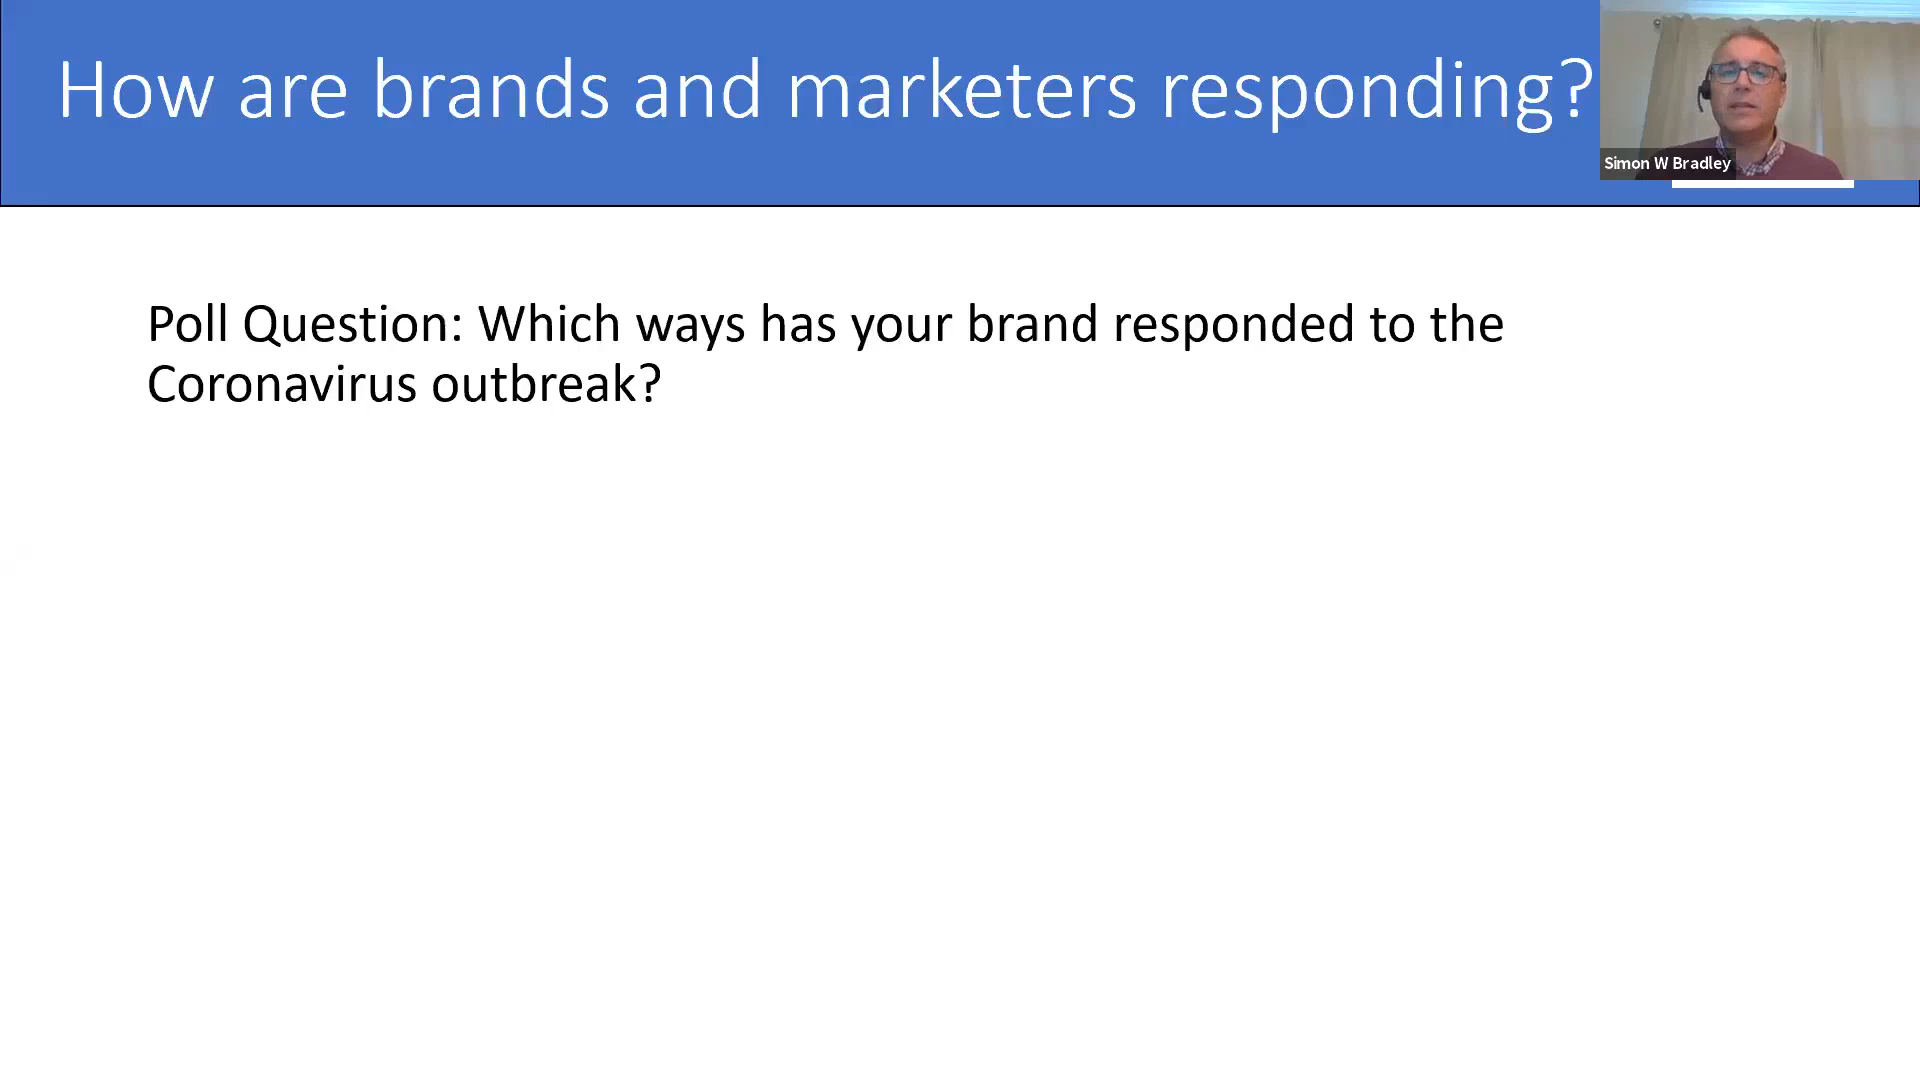 How are brands and marketers responding?
Simon W Bradley
Poll Question: Which ways has your brand responded to the
Coronavirus outbreak?